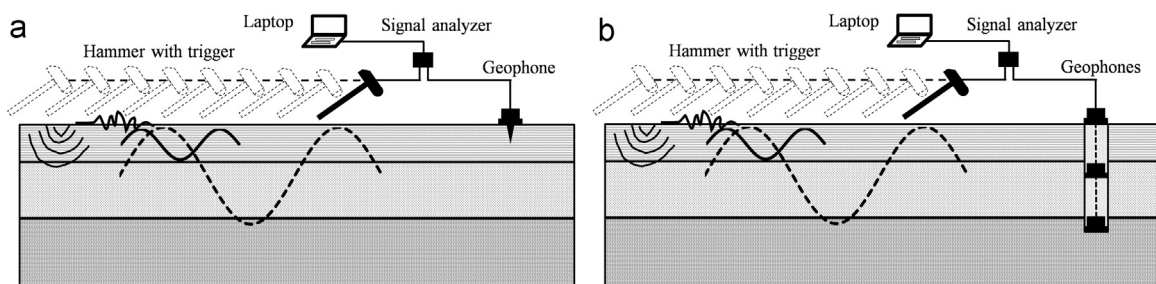 a
Laptop
Signal analyzer
Hammer with trigger
Geophone
b
Laptop
Signal analyzer
Hammer with trigger
Geophones